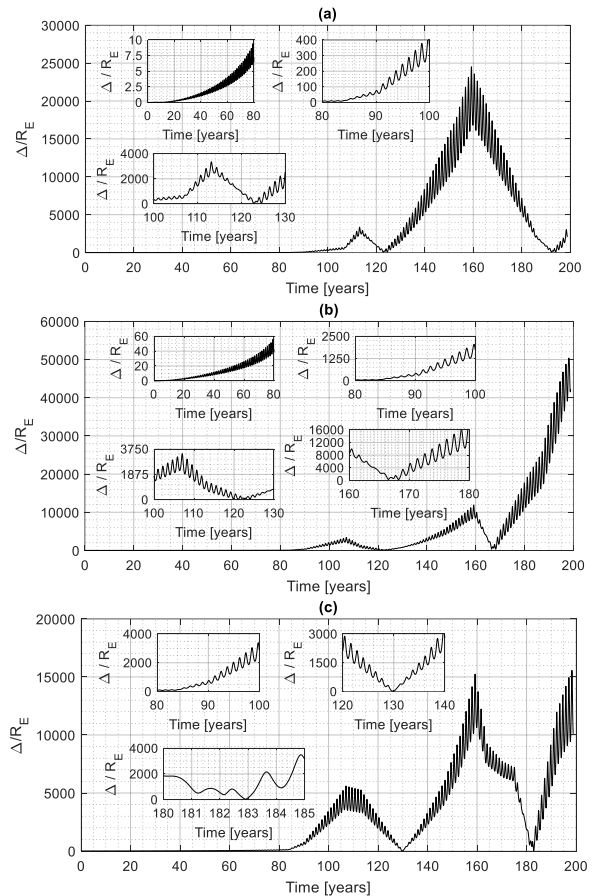 (a)
30000
25000
20000
15000
10000
5000
0
Δ/R_E
0 20 40 60 80 100 120 140 160 180 200
Time [years]
10
7.5
5
2.5
0
Δ / R_E
0 20 40 60 80
Time [years]
400
300
200
100
0
Δ / R_E
80 90 100
Time [years]
4000
2000
0
Δ / R_E
100 110 120 130
Time [years]
(b)
60000
50000
40000
30000
20000
10000
0
Δ/R_E
0 20 40 60 80 100 120 140 160 180 200
Time [years]
60
40
20
0
Δ / R_E
0 20 40 60 80
Time [years]
2500
1250
0
Δ / R_E
80 90 100
Time [years]
3750
1875
0
Δ / R_E
100 110 120 130
Time [years]
16000
12000
8000
4000
0
Δ / R_E
160 170 180
Time [years]
(c)
20000
15000
10000
5000
0
Δ/R_E
0 20 40 60 80 100 120 140 160 180 200
Time [years]
4000
2000
0
Δ / R_E
80 90 100
Time [years]
3000
1500
0
Δ / R_E
120 130 140
Time [years]
4000
2000
0
Δ / R_E
180 181 182 183 184 185
Time [years]